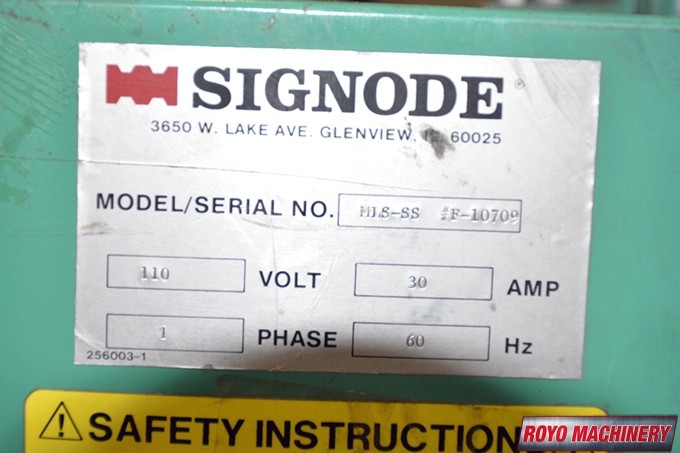 SIGNODE
3650 W. LAKE AVE. GLENVIEW, IL 60025
MODEL/SERIAL NO. MLS-SS #F-10709
110 VOLT 30 AMP
1 PHASE 60 Hz
256003-1
⚠ SAFETY INSTRUCTION
ROYO MACHINERY